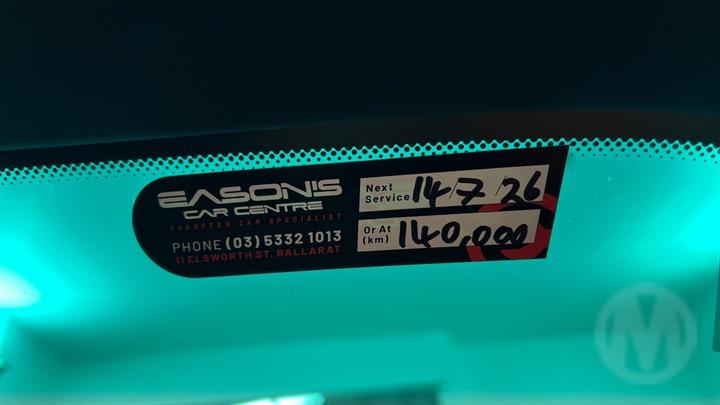 EASON'S
CAR CENTRE
EUROPEAN CAR SPECIALIST
PHONE (03) 5332 1013
11 ELSWORTH ST, BALLARAT
Next Service 14/7/26
Or At (km) 140,000
M